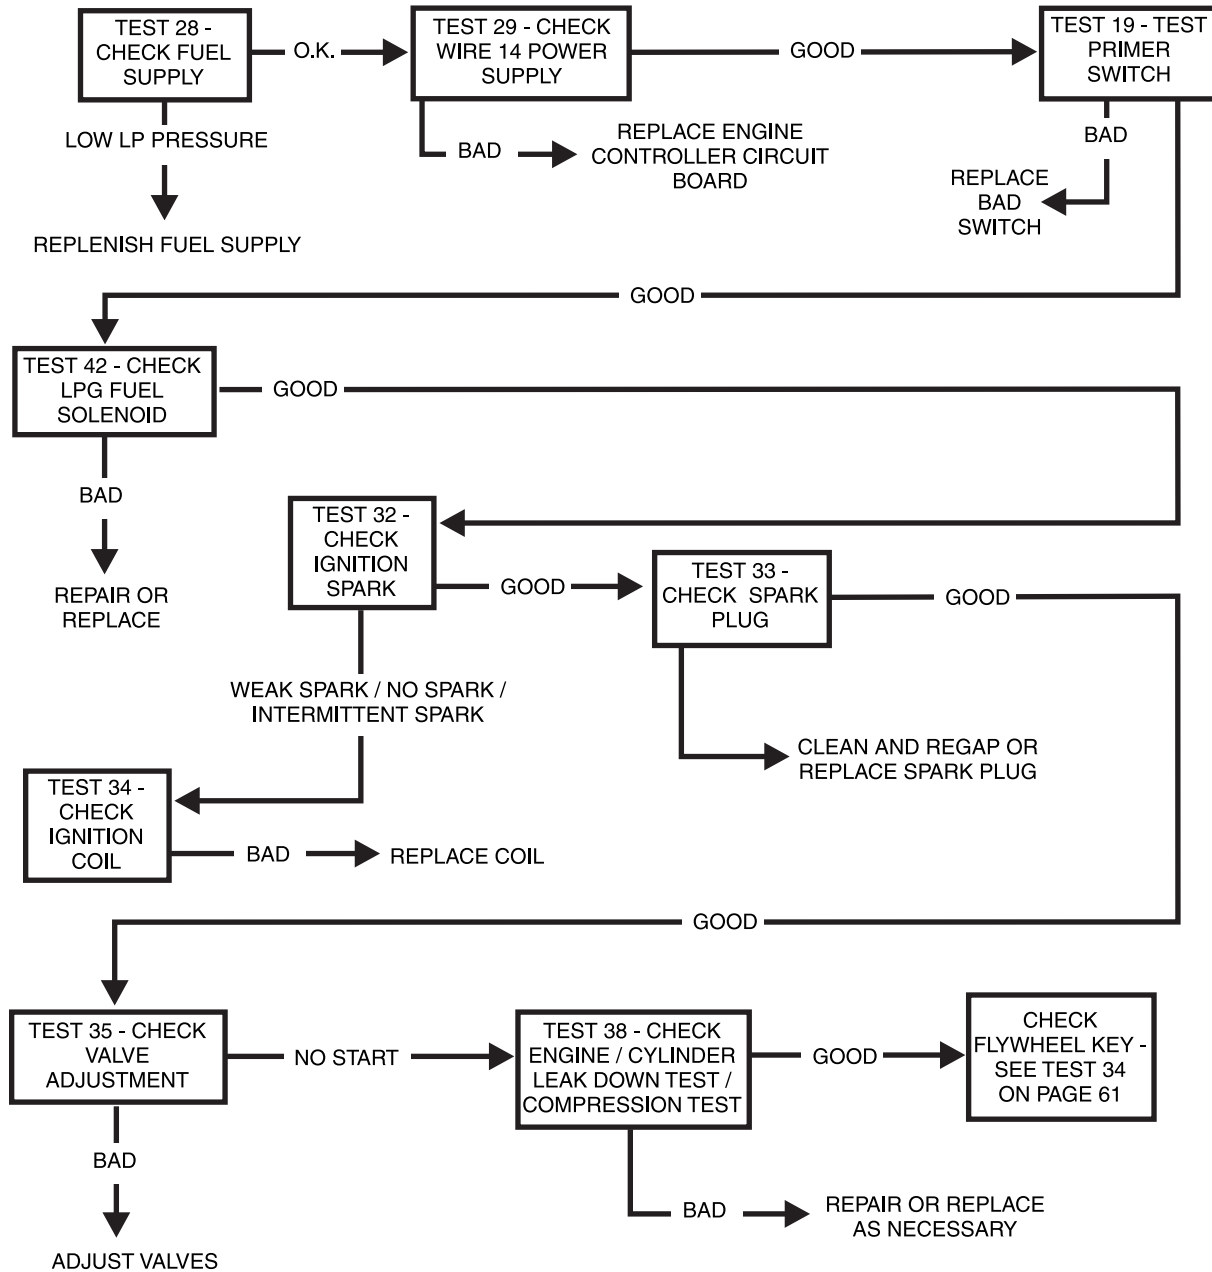 TEST 28 -
CHECK FUEL
SUPPLY
O.K.
TEST 29 - CHECK
WIRE 14 POWER
SUPPLY
GOOD
TEST 19 - TEST
PRIMER
SWITCH
LOW LP PRESSURE
REPLENISH FUEL SUPPLY
BAD
REPLACE ENGINE
CONTROLLER CIRCUIT
BOARD
BAD
REPLACE
BAD
SWITCH
GOOD
TEST 42 - CHECK
LPG FUEL
SOLENOID
GOOD
BAD
REPAIR OR
REPLACE
TEST 32 -
CHECK
IGNITION
SPARK
GOOD
TEST 33 -
CHECK SPARK
PLUG
GOOD
WEAK SPARK / NO SPARK /
INTERMITTENT SPARK
CLEAN AND REGAP OR
REPLACE SPARK PLUG
TEST 34 -
CHECK
IGNITION
COIL
BAD
REPLACE COIL
GOOD
TEST 35 - CHECK
VALVE
ADJUSTMENT
NO START
TEST 38 - CHECK
ENGINE / CYLINDER
LEAK DOWN TEST /
COMPRESSION TEST
GOOD
CHECK
FLYWHEEL KEY -
SEE TEST 34
ON PAGE 61
BAD
ADJUST VALVES
BAD
REPAIR OR REPLACE
AS NECESSARY